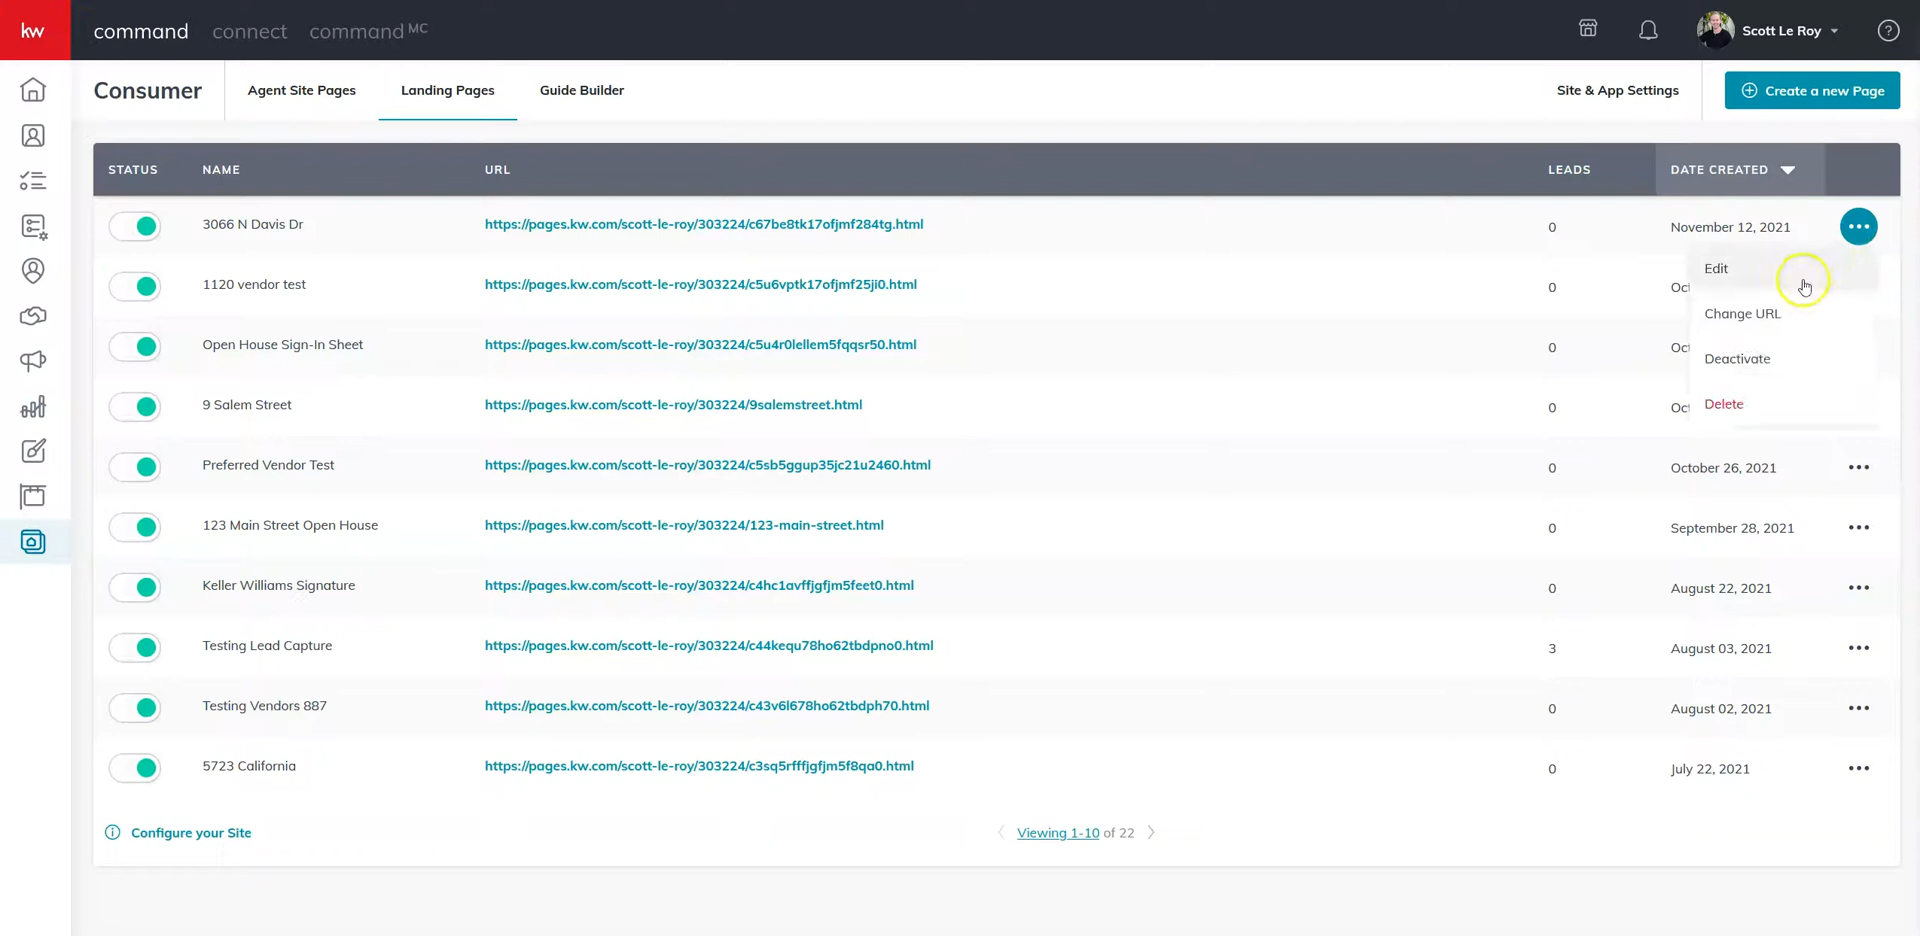 kw command connect command MC Scott Le Roy ?
Consumer Agent Site Pages Landing Pages Guide Builder Site & App Settings Create a new Page
STATUS NAME URL LEADS DATE CREATED
3066 N Davis Dr https://pages.kw.com/scott-le-roy/303224/c67be8tk17ofjmf284tg.html 0 November 12, 2021
Edit
1120 vendor test https://pages.kw.com/scott-le-roy/303224/c5u6vptk17ofjmf25ji0.html 0 Oct
Change URL
Open House Sign-In Sheet https://pages.kw.com/scott-le-roy/303224/c5u4r0lellem5fqqsr50.html 0 Oct
Deactivate
9 Salem Street https://pages.kw.com/scott-le-roy/303224/9salemstreet.html 0 Oct
Delete
Preferred Vendor Test https://pages.kw.com/scott-le-roy/303224/c5sb5ggup35jc21u2460.html 0 October 26, 2021
123 Main Street Open House https://pages.kw.com/scott-le-roy/303224/123-main-street.html 0 September 28, 2021
Keller Williams Signature https://pages.kw.com/scott-le-roy/303224/c4hc1avffjgfjm5feet0.html 0 August 22, 2021
Testing Lead Capture https://pages.kw.com/scott-le-roy/303224/c44kequ78ho62tbdpno0.html 3 August 03, 2021
Testing Vendors 887 https://pages.kw.com/scott-le-roy/303224/c43v6l678ho62tbdph70.html 0 August 02, 2021
5723 California https://pages.kw.com/scott-le-roy/303224/c3sq5rfffjgfjm5f8qa0.html 0 July 22, 2021
Configure your Site Viewing 1-10 of 22